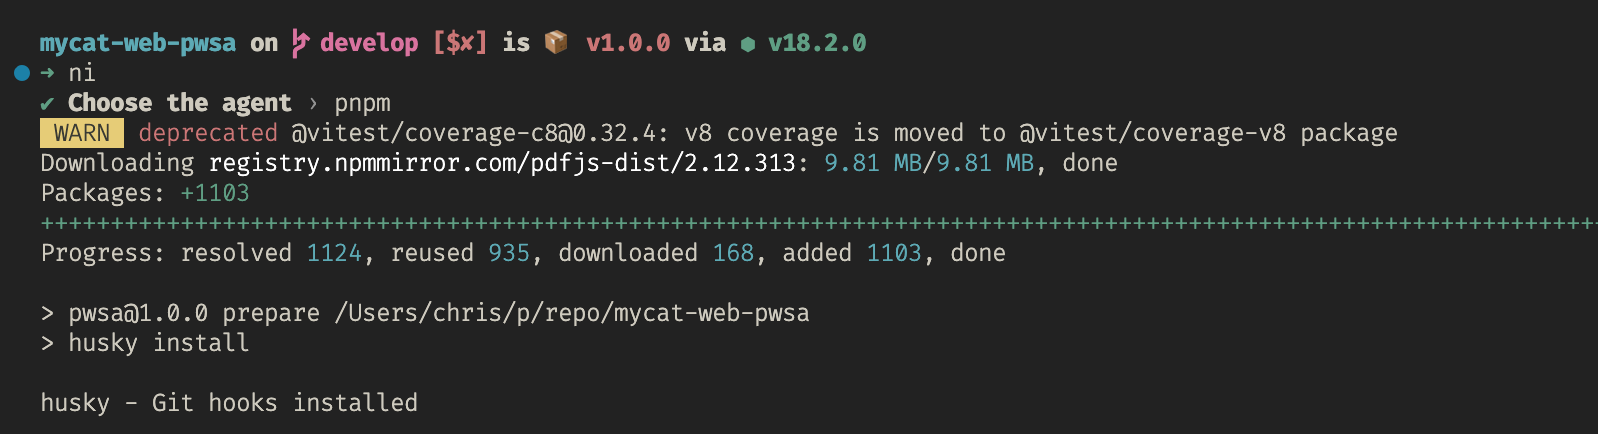 mycat-web-pwsa on develop [$✘] is 📦 v1.0.0 via ⬢ v18.2.0
➜ ni
✔ Choose the agent › pnpm
WARN deprecated @vitest/coverage-c8@0.32.4: v8 coverage is moved to @vitest/coverage-v8 package
Downloading registry.npmmirror.com/pdfjs-dist/2.12.313: 9.81 MB/9.81 MB, done
Packages: +1103
++++++++++++++++++++++++++++++++++++++++++++++++++++++++++++++++++++++++++++++++++++++++++++++++++++++++++++++++
Progress: resolved 1124, reused 935, downloaded 168, added 1103, done
> pwsa@1.0.0 prepare /Users/chris/p/repo/mycat-web-pwsa
> husky install
husky - Git hooks installed